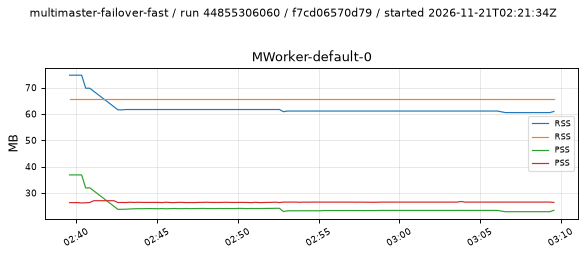 multimaster-failover-fast / run 44855306060 / f7cd06570d79 / started 2026-11-21T02:21:34Z
MWorker-default-0
MB
70
60
50
40
30
RSS
RSS
PSS
PSS
02:40
02:45
02:50
02:55
03:00
03:05
03:10